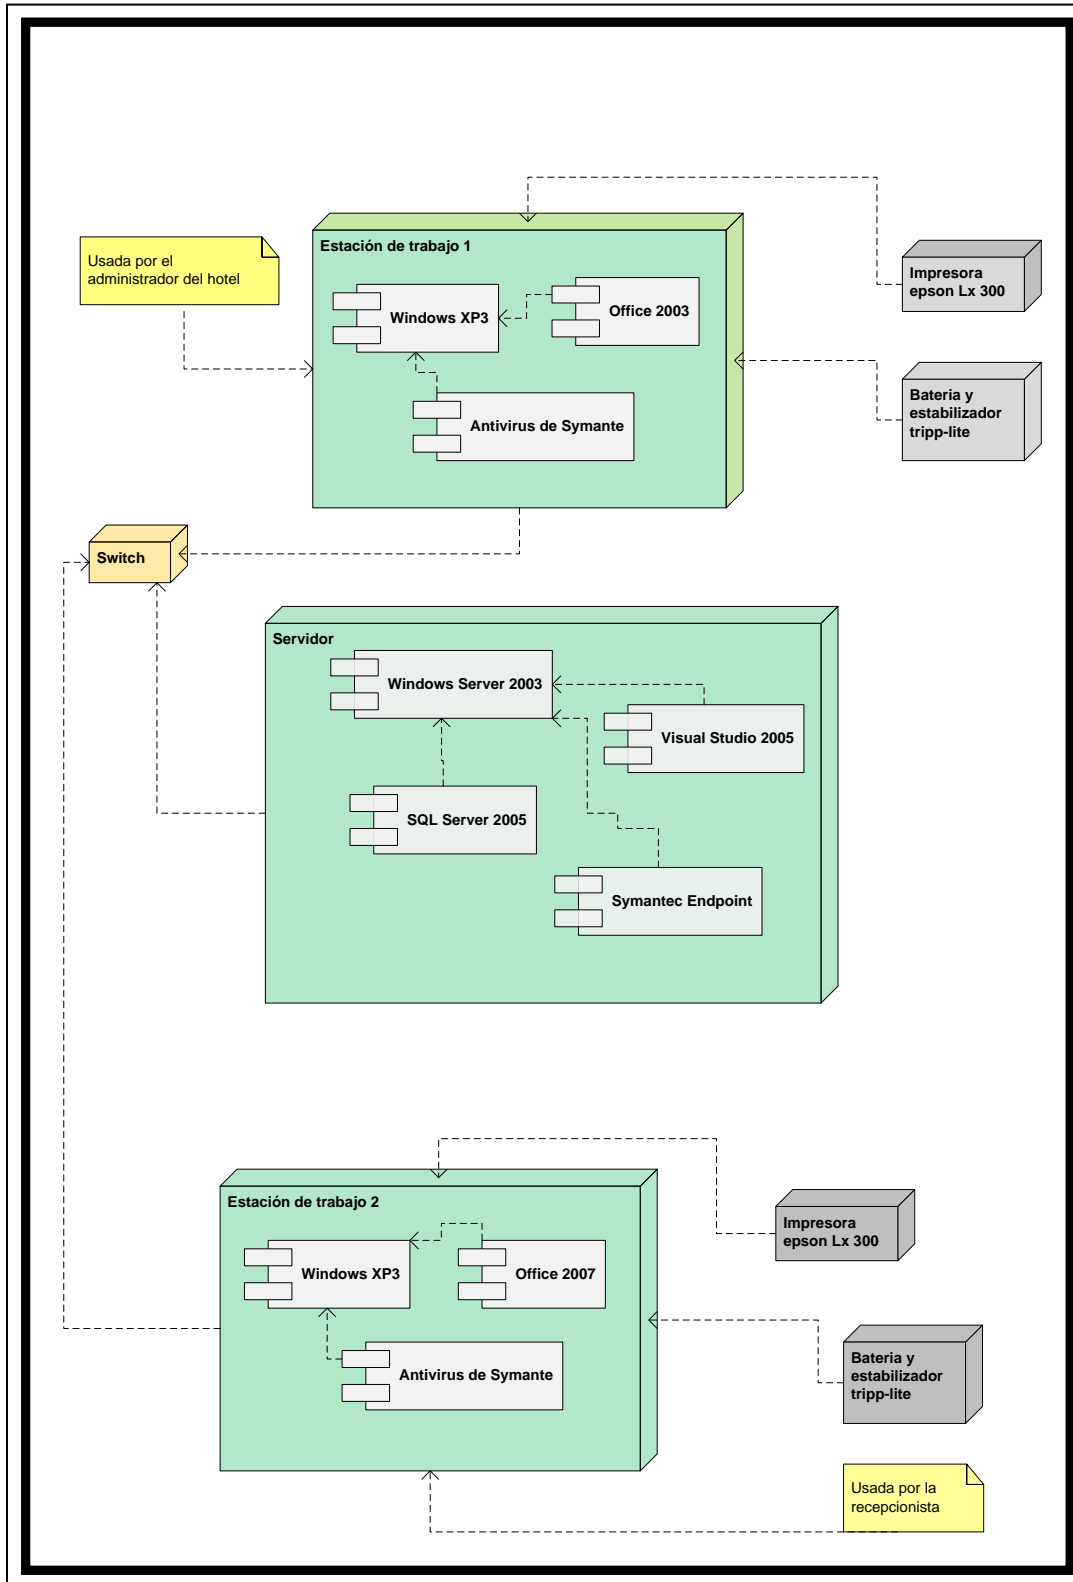 Usada por el
administrador del hotel
Estación de trabajo 1
Windows XP3
Office 2003
Antivirus de Symante
Impresora
epson Lx 300
Bateria y
estabilizador
tripp-lite
Switch
Servidor
Windows Server 2003
Visual Studio 2005
SQL Server 2005
Symantec Endpoint
Estación de trabajo 2
Windows XP3
Office 2007
Antivirus de Symante
Impresora
epson Lx 300
Bateria y
estabilizador
tripp-lite
Usada por la
recepcionista